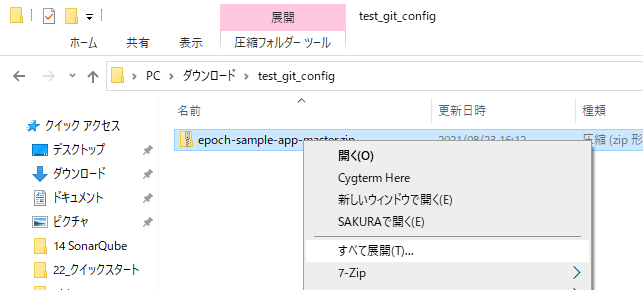 展開
test_git_config
ホーム
共有
表示
圧縮フォルダー ツール
PC
ダウンロード
test_git_config
名前
更新日時
種類
クイック アクセス
デスクトップ
ダウンロード
ドキュメント
ピクチャ
14 SonarQube
22_クイックスタート
epoch-sample-app-master.zip
2021/08/23 16:12
圧縮 (zip 形
開く(O)
Cygterm Here
新しいウィンドウで開く(E)
SAKURAで開く(E)
すべて展開(T)...
7-Zip